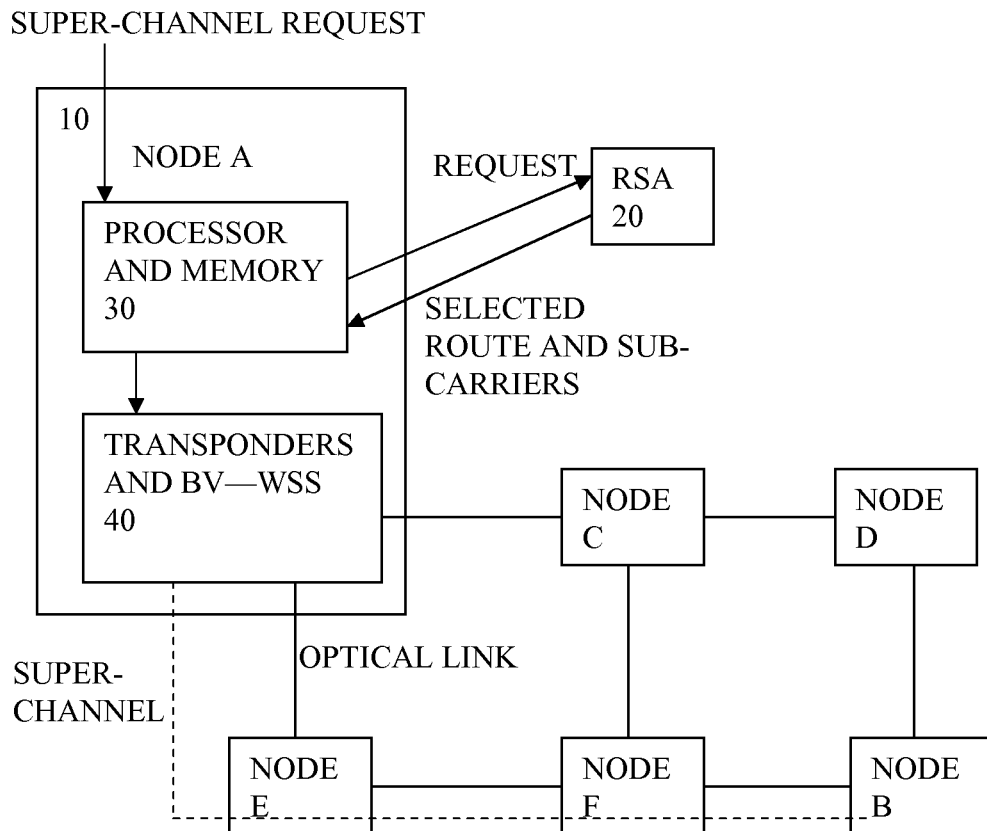 SUPER-CHANNEL REQUEST
10
NODE A
REQUEST
RSA
20
PROCESSOR
AND MEMORY
30
SELECTED
ROUTE AND SUB-
CARRIERS
TRANSPONDERS
AND BV—WSS
40
NODE
C
NODE
D
OPTICAL LINK
SUPER-
CHANNEL
NODE
E
NODE
F
NODE
B